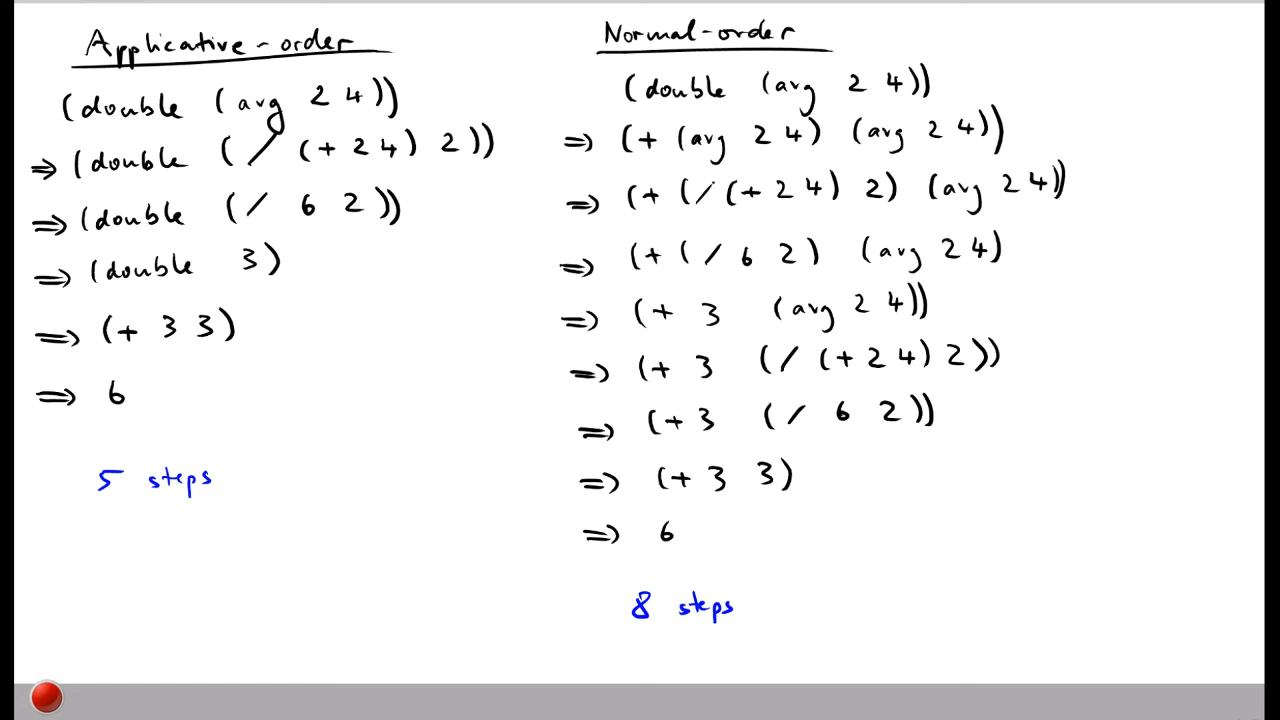 Applicative-order
(double (avg 2 4))
⇒ (double (/ (+ 2 4) 2))
⇒ (double (/ 6 2))
⇒ (double 3)
⇒ (+ 3 3)
⇒ 6
5 steps
Normal-order
(double (avg 2 4))
⇒ (+ (avg 2 4) (avg 2 4))
⇒ (+ (/ (+ 2 4) 2) (avg 2 4))
⇒ (+ (/ 6 2) (avg 2 4)
⇒ (+ 3 (avg 2 4))
⇒ (+ 3 (/ (+ 2 4) 2))
⇒ (+ 3 (/ 6 2))
⇒ (+ 3 3)
⇒ 6
8 steps